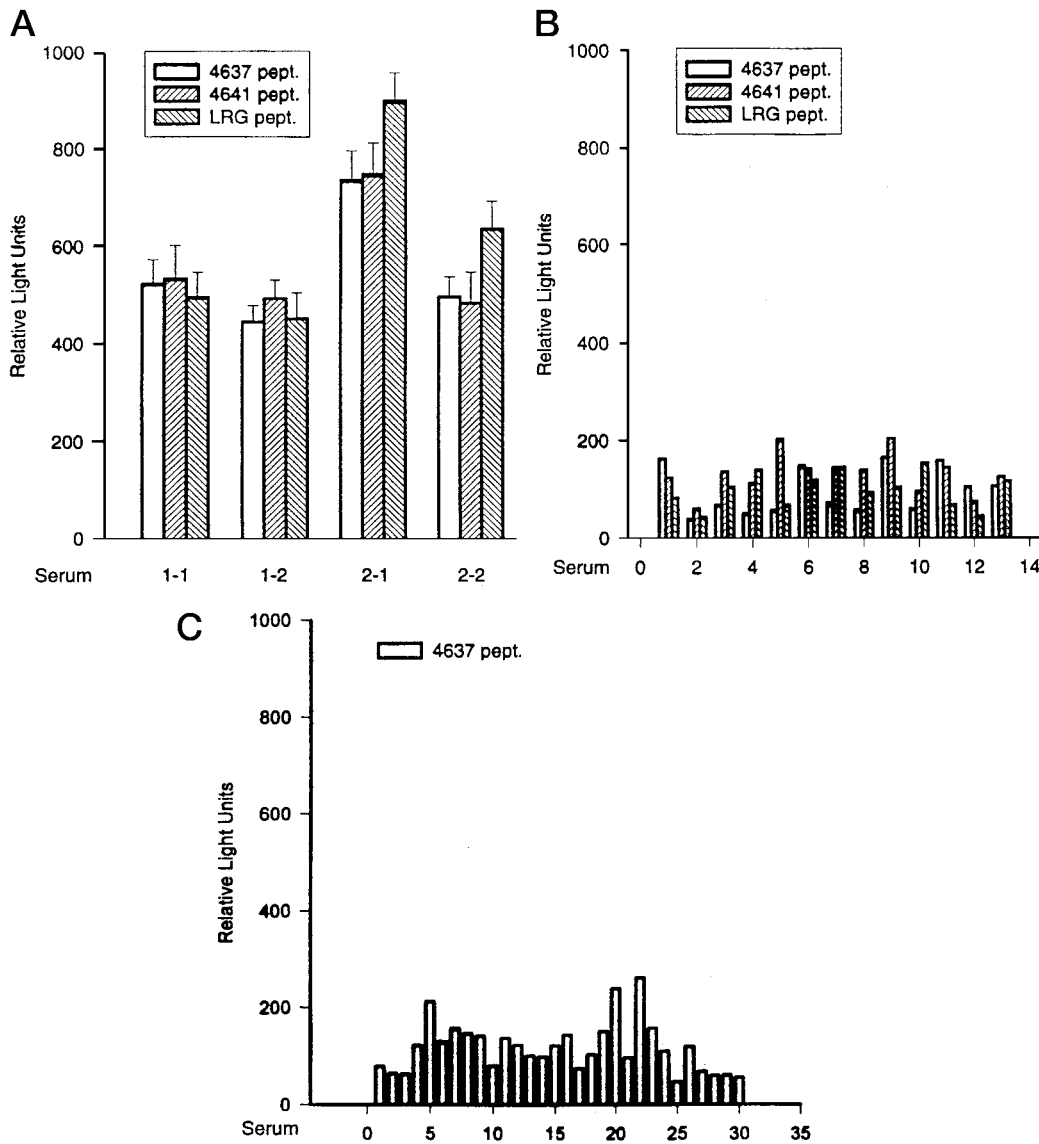 A
1000
800
600
400
200
0
Relative Light Units
4637 pept.
4641 pept.
LRG pept.
Serum 1-1 1-2 2-1 2-2
B
1000
800
600
400
200
0
Relative Light Units
4637 pept.
4641 pept.
LRG pept.
Serum 0 2 4 6 8 10 12 14
C
1000
800
600
400
200
0
Relative Light Units
4637 pept.
Serum 0 5 10 15 20 25 30 35